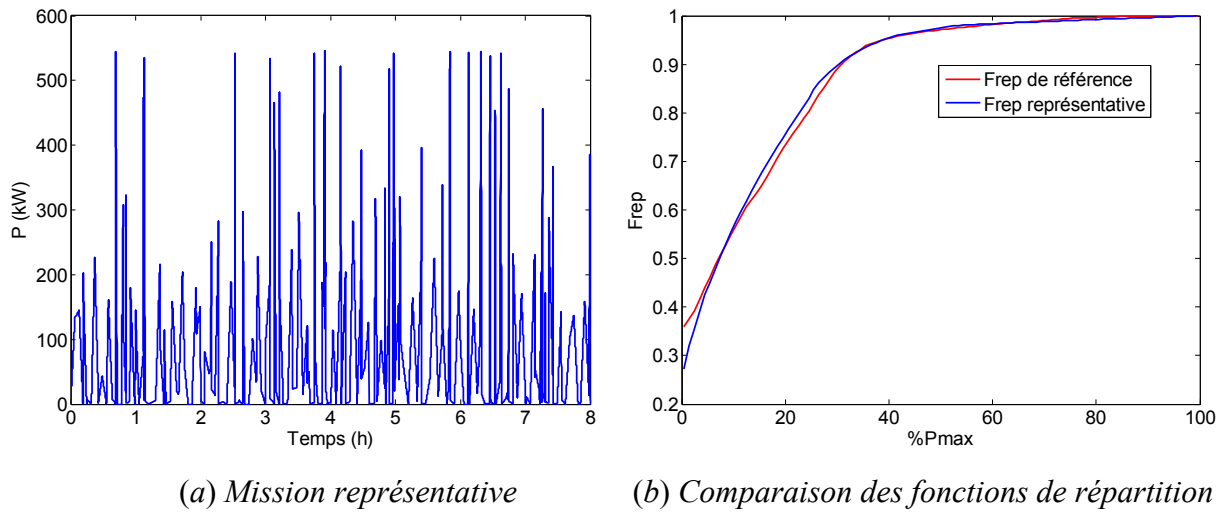 600
500
400
300
200
100
0
P (kW)
0 1 2 3 4 5 6 7 8
Temps (h)
(a) Mission représentative
1
0.9
0.8
0.7
0.6
0.5
0.4
0.3
0.2
Frep
Frep de référence
Frep représentative
0 20 40 60 80 100
%Pmax
(b) Comparaison des fonctions de répartition